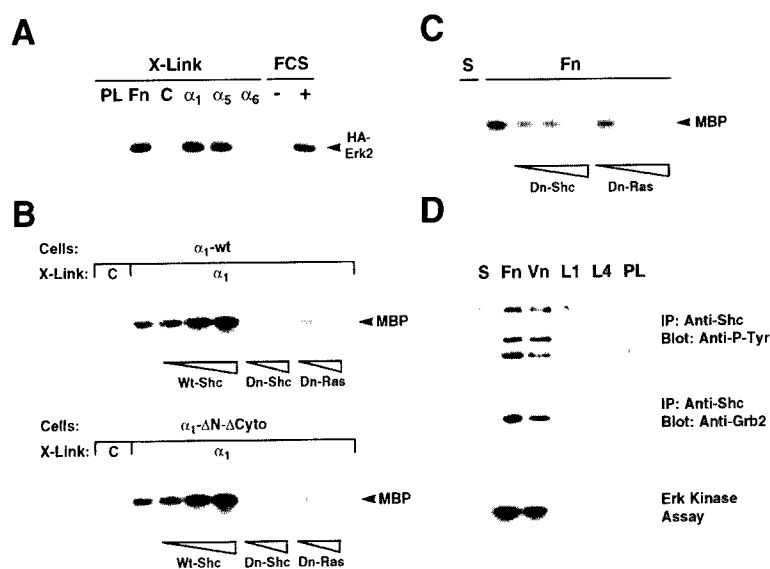 A
X-Link FCS
PL Fn C α1 α5 α6 - +
HA-
Erk2
B
Cells: α1-wt
X-Link: C α1
MBP
Wt-Shc Dn-Shc Dn-Ras
Cells: α1-ΔN-ΔCyto
X-Link: C α1
MBP
Wt-Shc Dn-Shc Dn-Ras
C
S Fn
MBP
Dn-Shc Dn-Ras
D
S Fn Vn L1 L4 PL
IP: Anti-Shc
Blot: Anti-P-Tyr
IP: Anti-Shc
Blot: Anti-Grb2
Erk Kinase
Assay